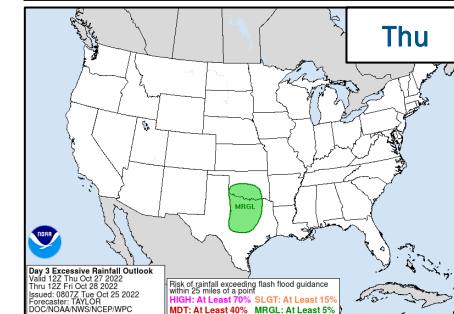 Thu
MRGL
NOAA
Day 3 Excessive Rainfall Outlook
Valid 12Z Thu Oct 27 2022
Thru 12Z Fri Oct 28 2022
Issued: 0807Z Tue Oct 25 2022
Forecaster: TAYLOR
DOC/NOAA/NWS/NCEP/WPC
Risk of rainfall exceeding flash flood guidance
within 25 miles of a point
HIGH: At Least 70% SLGT: At Least 15%
MDT: At Least 40% MRGL: At Least 5%